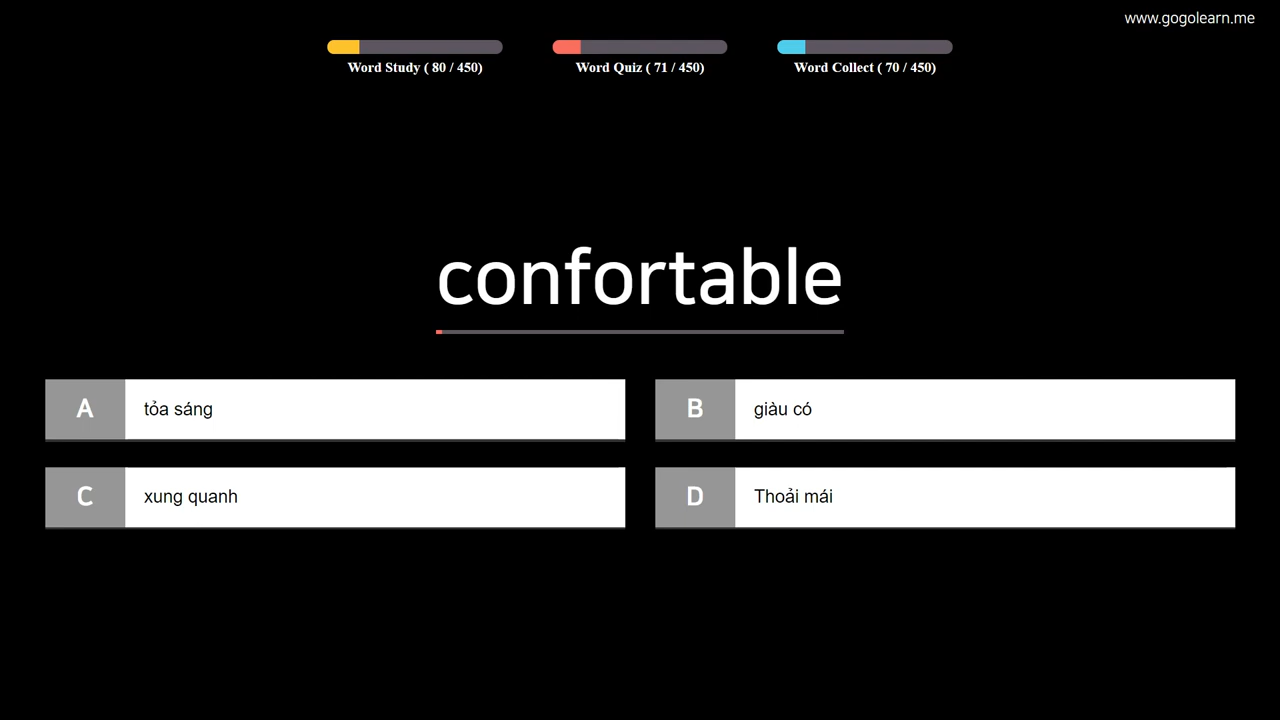 www.gogolearn.me
Word Study ( 80 / 450)
Word Quiz ( 71 / 450)
Word Collect ( 70 / 450)
confortable
A tỏa sáng
B giàu có
C xung quanh
D Thoải mái